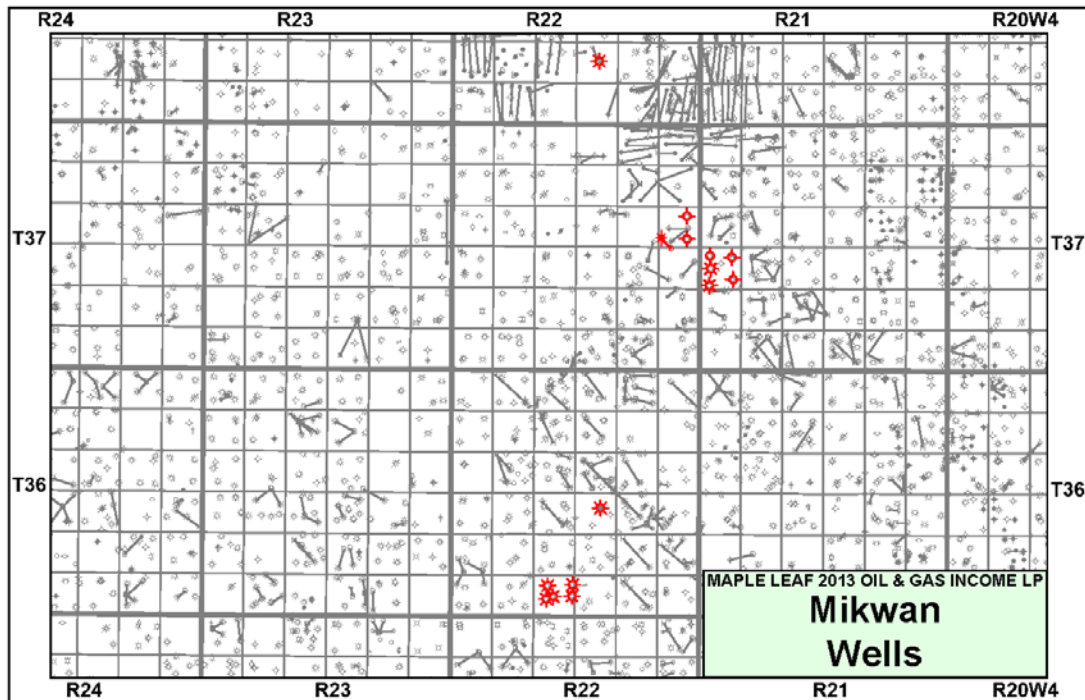 R24 R23 R22 R21 R20W4
T37 T37
T36 T36
MAPLE LEAF 2013 OIL & GAS INCOME LP
Mikwan
Wells
R24 R23 R22 R21 R20W4